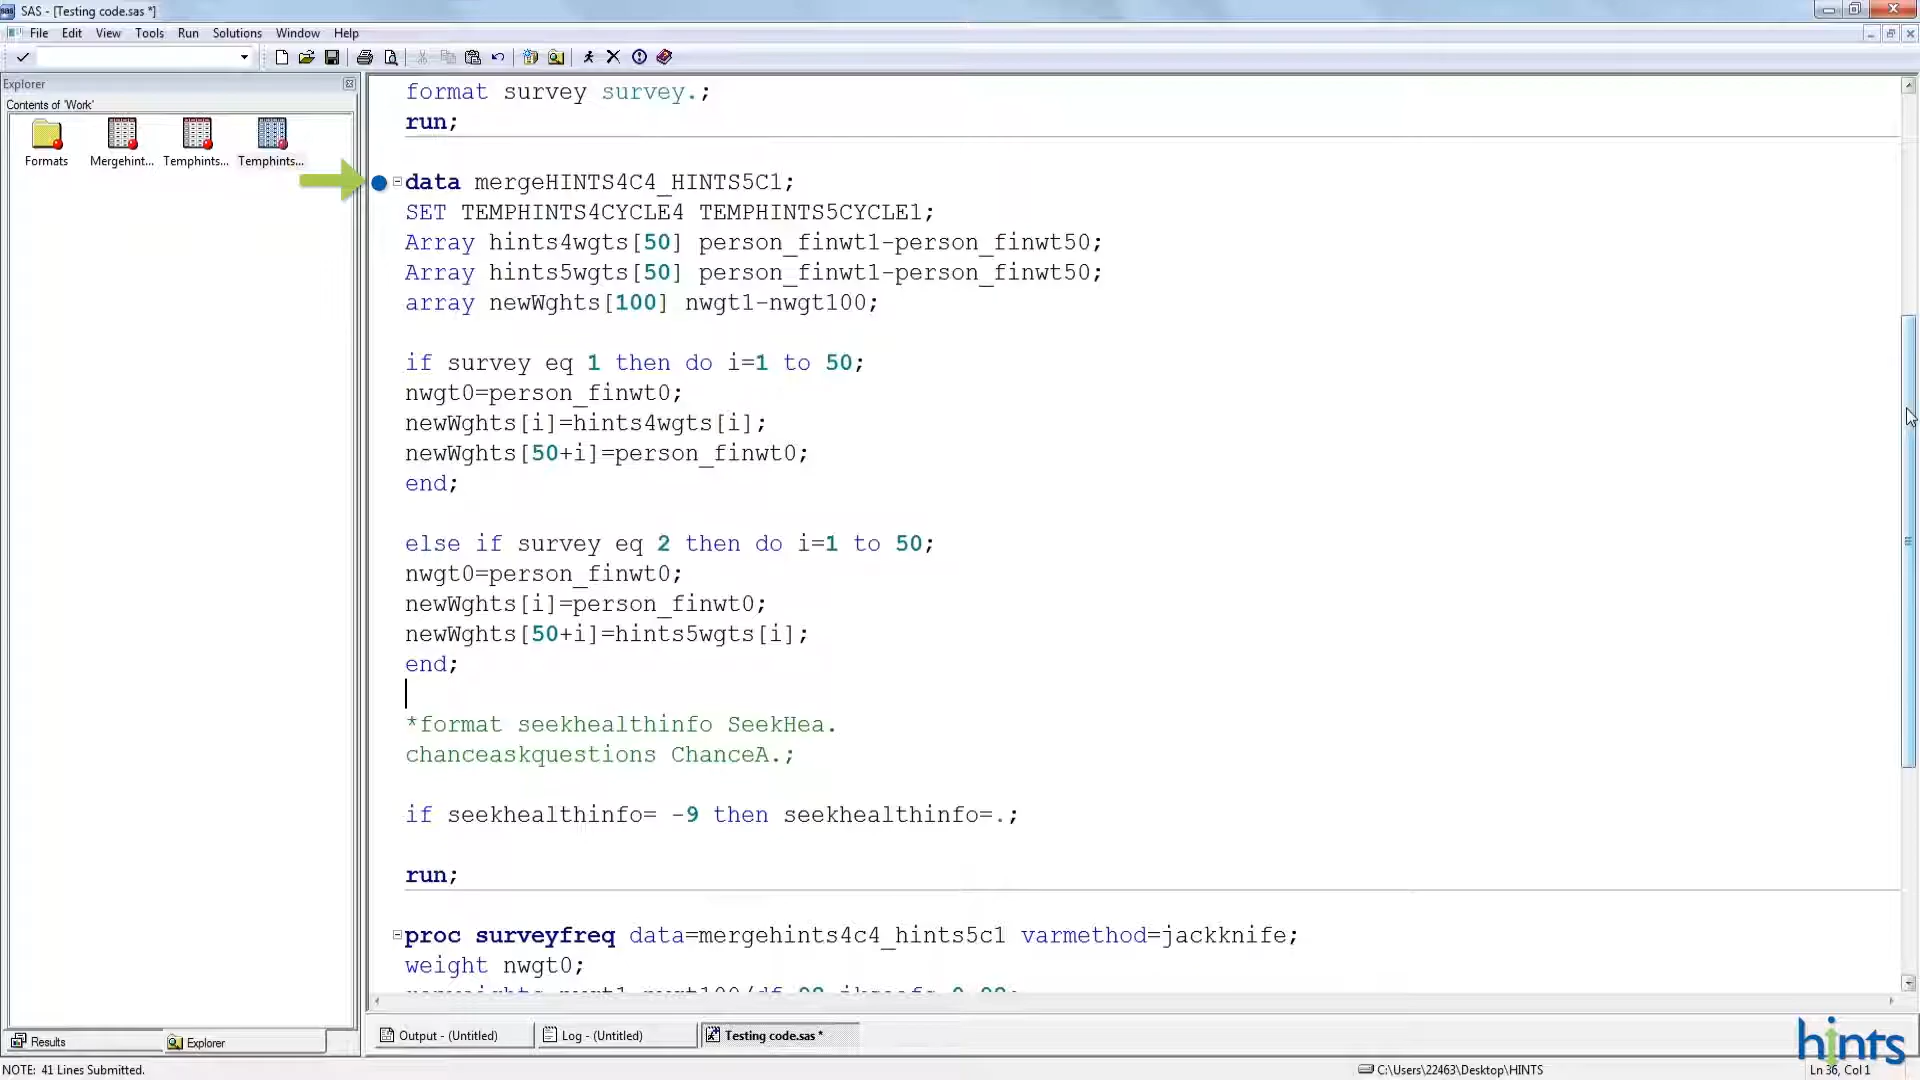 SAS - [Testing code.sas *]
File Edit View Tools Run Solutions Window Help
Explorer
Contents of 'Work'
Formats Mergehint... Temphints... Temphints...
format survey survey.;
run;
data mergeHINTS4C4_HINTS5C1;
SET TEMPHINTS4CYCLE4 TEMPHINTS5CYCLE1;
Array hints4wgts[50] person_finwt1-person_finwt50;
Array hints5wgts[50] person_finwt1-person_finwt50;
array newWghts[100] nwgt1-nwgt100;
if survey eq 1 then do i=1 to 50;
nwgt0=person_finwt0;
newWghts[i]=hints4wgts[i];
newWghts[50+i]=person_finwt0;
end;
else if survey eq 2 then do i=1 to 50;
nwgt0=person_finwt0;
newWghts[i]=person_finwt0;
newWghts[50+i]=hints5wgts[i];
end;
*format seekhealthinfo SeekHea.
chanceaskquestions ChanceA.;
if seekhealthinfo= -9 then seekhealthinfo=.;
run;
proc surveyfreq data=mergehints4c4_hints5c1 varmethod=jackknife;
weight nwgt0;
Results Explorer
Output - (Untitled) Log - (Untitled) Testing code.sas *
hints
NOTE: 41 Lines Submitted.
C:\Users\22463\Desktop\HINTS
Ln 36, Col 1